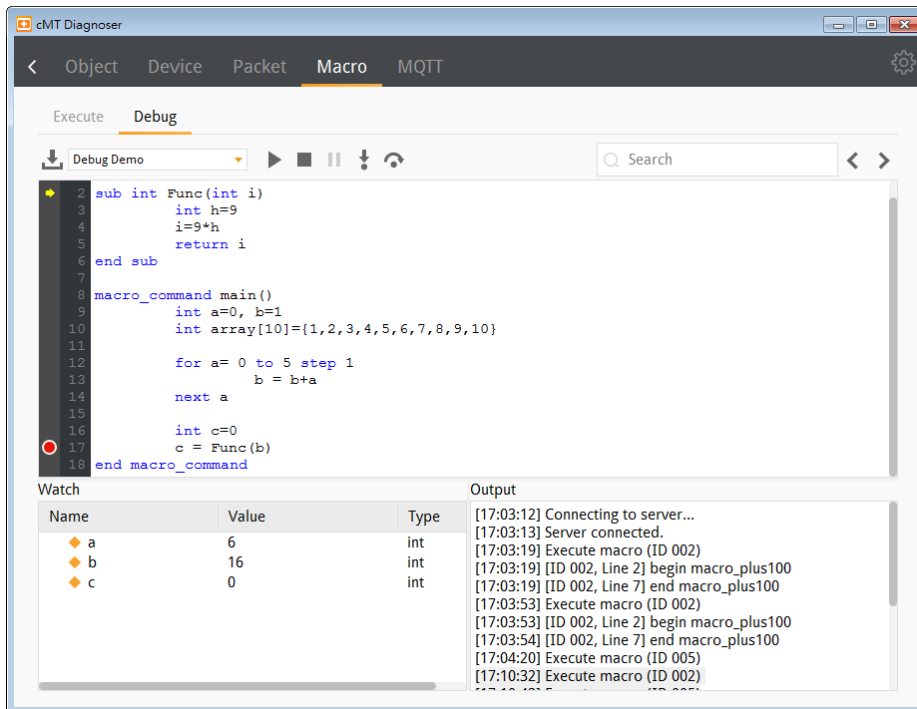 cMT Diagnoser
Object Device Packet Macro MQTT
Execute Debug
Debug Demo Search
2 sub int Func(int i)
3 int h=9
4 i=9*h
5 return i
6 end sub
7
8 macro_command main()
9 int a=0, b=1
10 int array[10]={1,2,3,4,5,6,7,8,9,10}
11
12 for a= 0 to 5 step 1
13 b = b+a
14 next a
15
16 int c=0
17 c = Func(b)
18 end macro_command
Watch
Name Value Type
a 6 int
b 16 int
c 0 int
Output
[17:03:12] Connecting to server...
[17:03:13] Server connected.
[17:03:19] Execute macro (ID 002)
[17:03:19] [ID 002, Line 2] begin macro_plus100
[17:03:19] [ID 002, Line 7] end macro_plus100
[17:03:53] Execute macro (ID 002)
[17:03:53] [ID 002, Line 2] begin macro_plus100
[17:03:54] [ID 002, Line 7] end macro_plus100
[17:04:20] Execute macro (ID 005)
[17:10:32] Execute macro (ID 002)